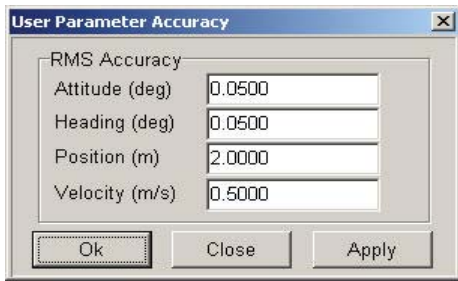 User Parameter Accuracy
RMS Accuracy
Attitude (deg) 0.0500
Heading (deg) 0.0500
Position (m) 2.0000
Velocity (m/s) 0.5000
Ok Close Apply